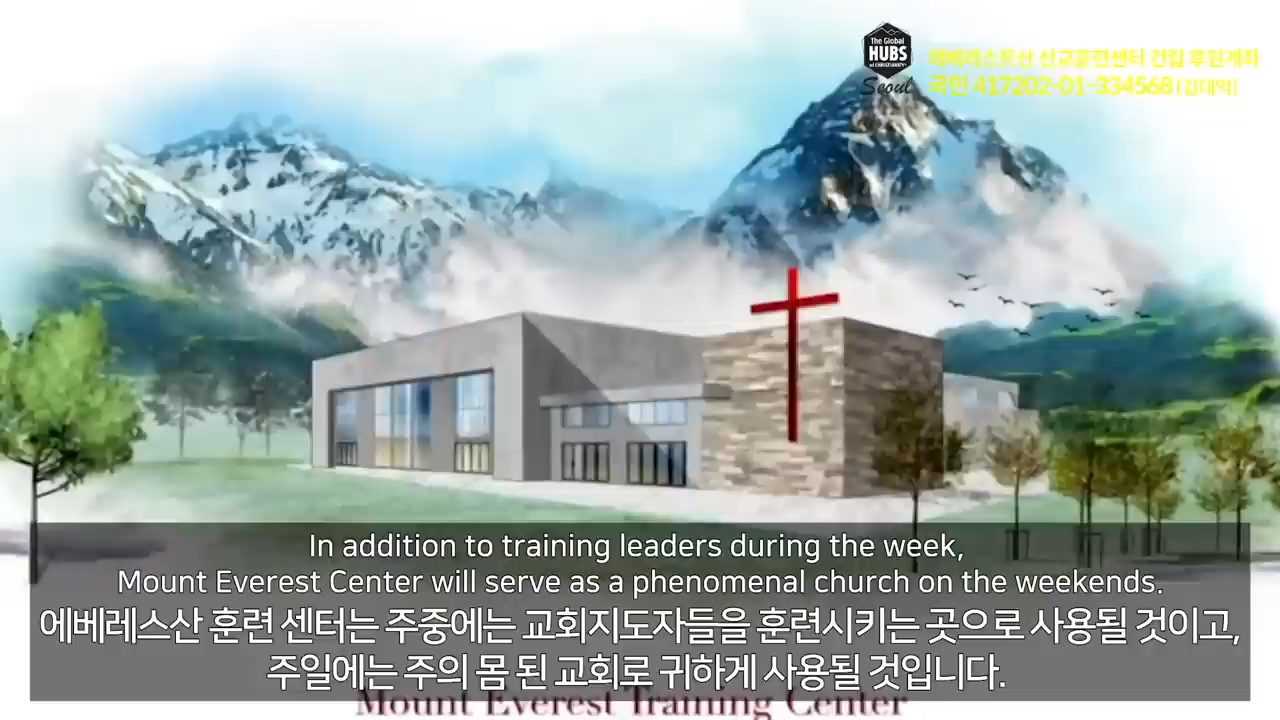 The Global
HUBS
of CHRISTIANITY
Seoul
에베레스트산 선교훈련센터 건립 후원계좌
국민 417202-01-334568 (김대덕)
In addition to training leaders during the week,
Mount Everest Center will serve as a phenomenal church on the weekends.
에베레스산 훈련 센터는 주중에는 교회지도자들을 훈련시키는 곳으로 사용될 것이고,
주일에는 주의 몸 된 교회로 귀하게 사용될 것입니다.
Mount Everest Training Center